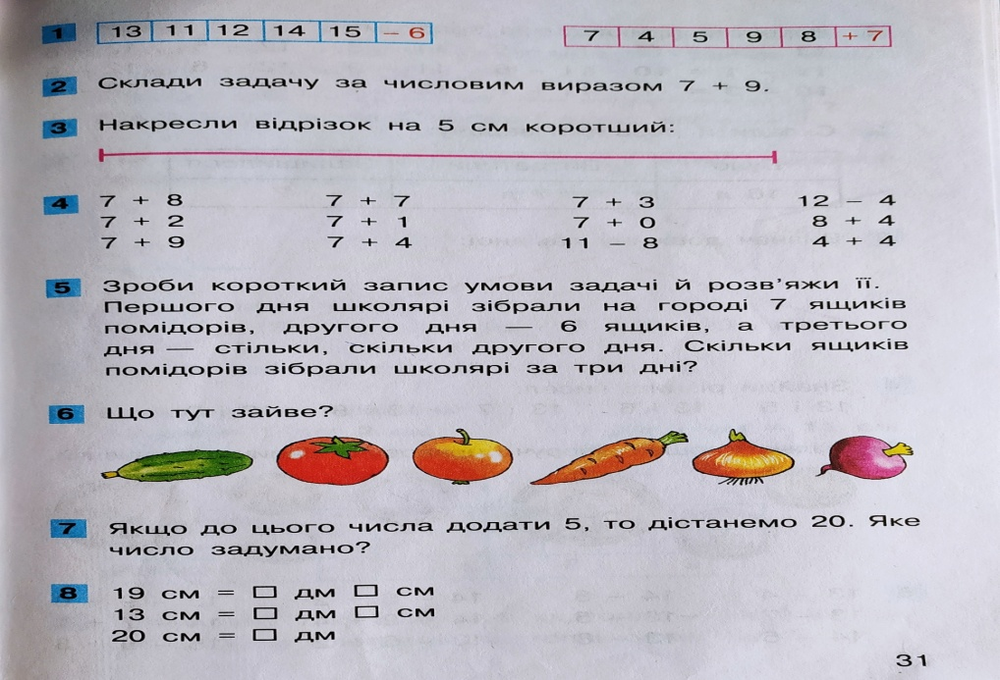 1 13 11 12 14 15 – 6 7 4 5 9 8 + 7
2 Склади задачу за числовим виразом 7 + 9.
3 Накресли відрізок на 5 см коротший:
4 7 + 8 7 + 7 7 + 3 12 – 4
7 + 2 7 + 1 7 + 0 8 + 4
7 + 9 7 + 4 11 – 8 4 + 4
5 Зроби короткий запис умови задачі й розв’яжи її.
Першого дня школярі зібрали на городі 7 ящиків
помідорів, другого дня — 6 ящиків, а третього
дня — стільки, скільки другого дня. Скільки ящиків
помідорів зібрали школярі за три дні?
6 Що тут зайве?
7 Якщо до цього числа додати 5, то дістанемо 20. Яке
число задумано?
8 19 см = □ дм □ см
13 см = □ дм □ см
20 см = □ дм
31